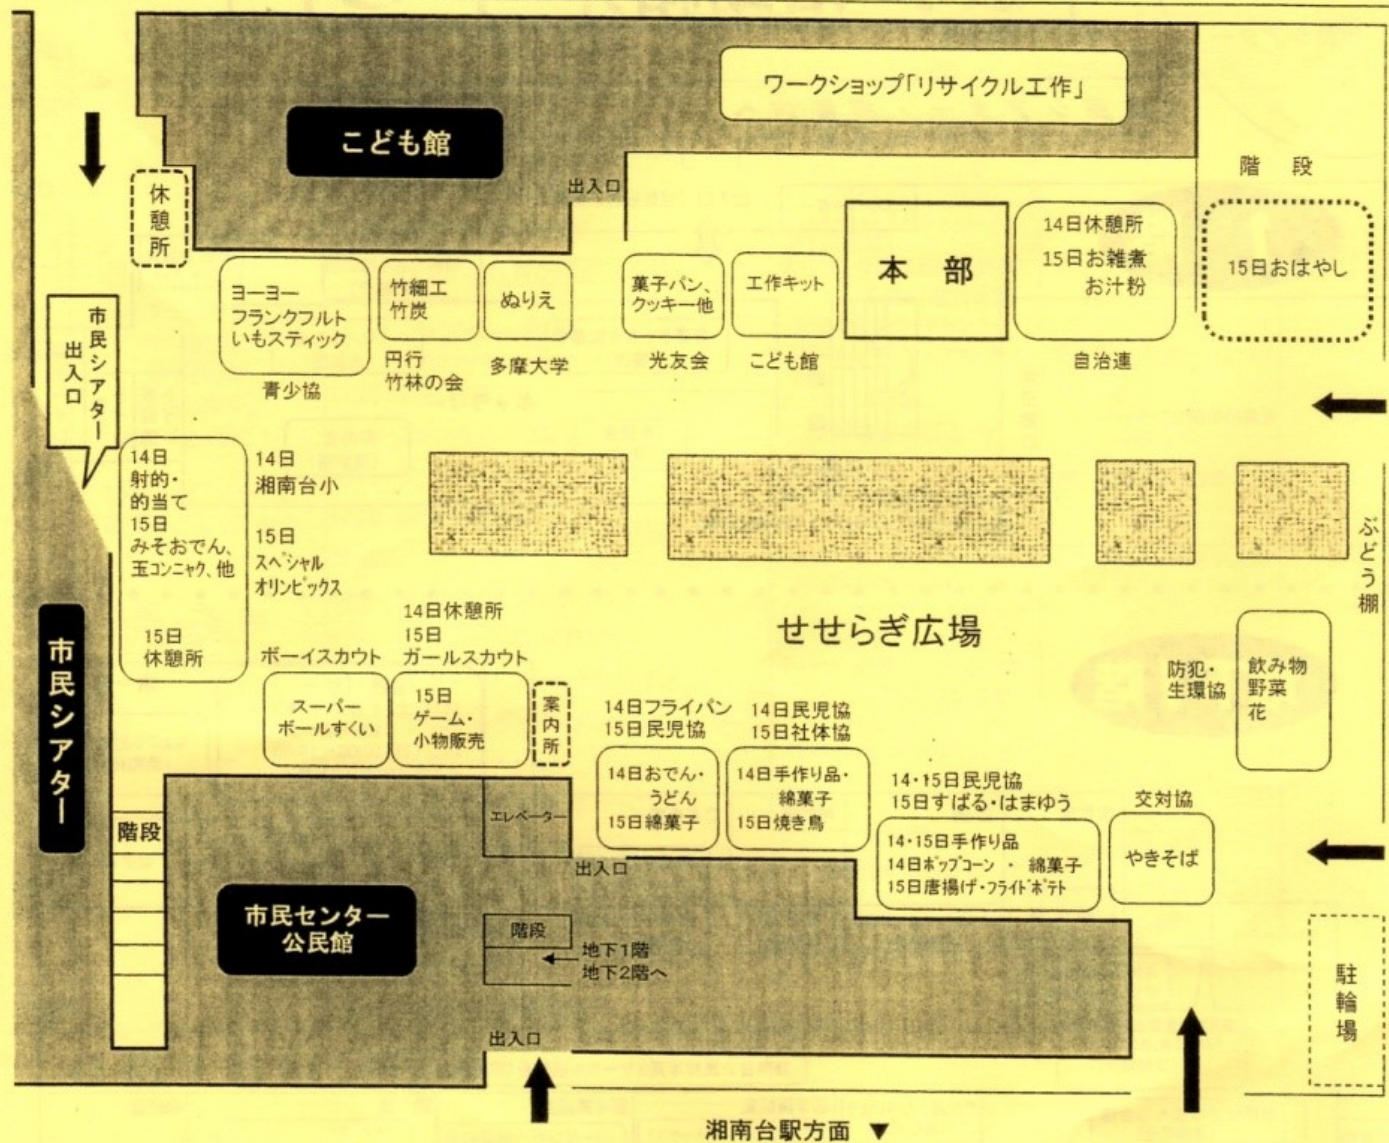 ワークショップ「リサイクル工作」
こども館
出入口
階 段
休憩所
ヨーヨー
フランクフルト
いもスティック
青少協
竹細工
竹炭
円行
竹林の会
ぬりえ
多摩大学
菓子パン、
クッキー他
光友会
工作キット
こども館
本 部
14日休憩所
15日お雑煮
お汁粉
自治連
15日おはやし
市民シアター
出入口
14日
射的・
的当て
15日
みそおでん、
玉コンニャク、他
15日
休憩所
14日
湘南台小
15日
スペシャル
オリンピックス
ぶどう棚
せせらぎ広場
市民シアター
ボーイスカウト
スーパー
ボールすくい
14日休憩所
15日
ガールスカウト
15日
ゲーム・
小物販売
案内所
14日フライパン
15日民児協
14日おでん・
うどん
15日綿菓子
14日民児協
15日社体協
14日手作り品・
綿菓子
15日焼き鳥
14・15日民児協
15日すばる・はまゆう
14・15日手作り品
14日ポップコーン ・ 綿菓子
15日唐揚げ・フライドポテト
交対協
やきそば
防犯・
生環協
飲み物
野菜
花
階段
エレベーター
出入口
市民センター
公民館
階段
地下1階
地下2階へ
出入口
駐輪場
湘南台駅方面 ▼